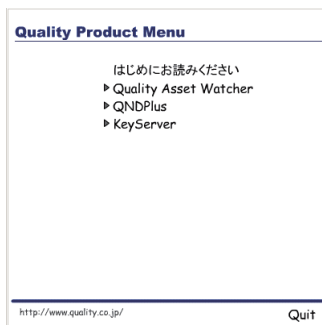 Quality Product Menu
はじめにお読みください
Quality Asset Watcher
QNDPlus
KeyServer
http://www.quality.co.jp/
Quit